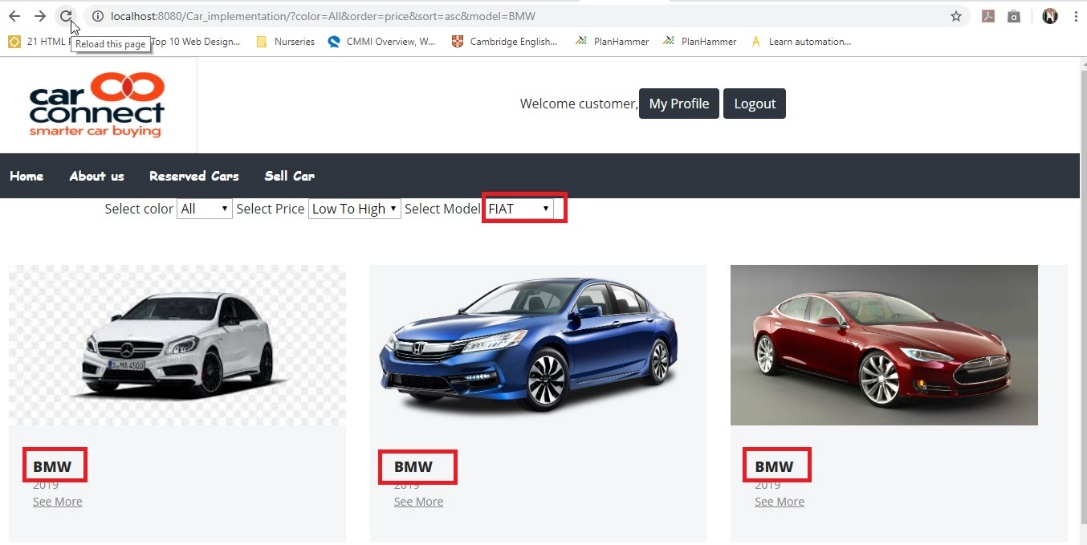 localhost:8080/Car_implementation/?color=All&order=price&sort=asc&model=BMW
21 HTML Top 10 Web Design... Nurseries CMMI Overview, W... Cambridge English... PlanHammer PlanHammer Learn automation...
Reload this page
car connect
smarter car buying
Welcome customer, My Profile Logout
Home About us Reserved Cars Sell Car
Select color All Select Price Low To High Select Model FIAT
BMW BMW BMW
2019 2019 2019
See More See More See More